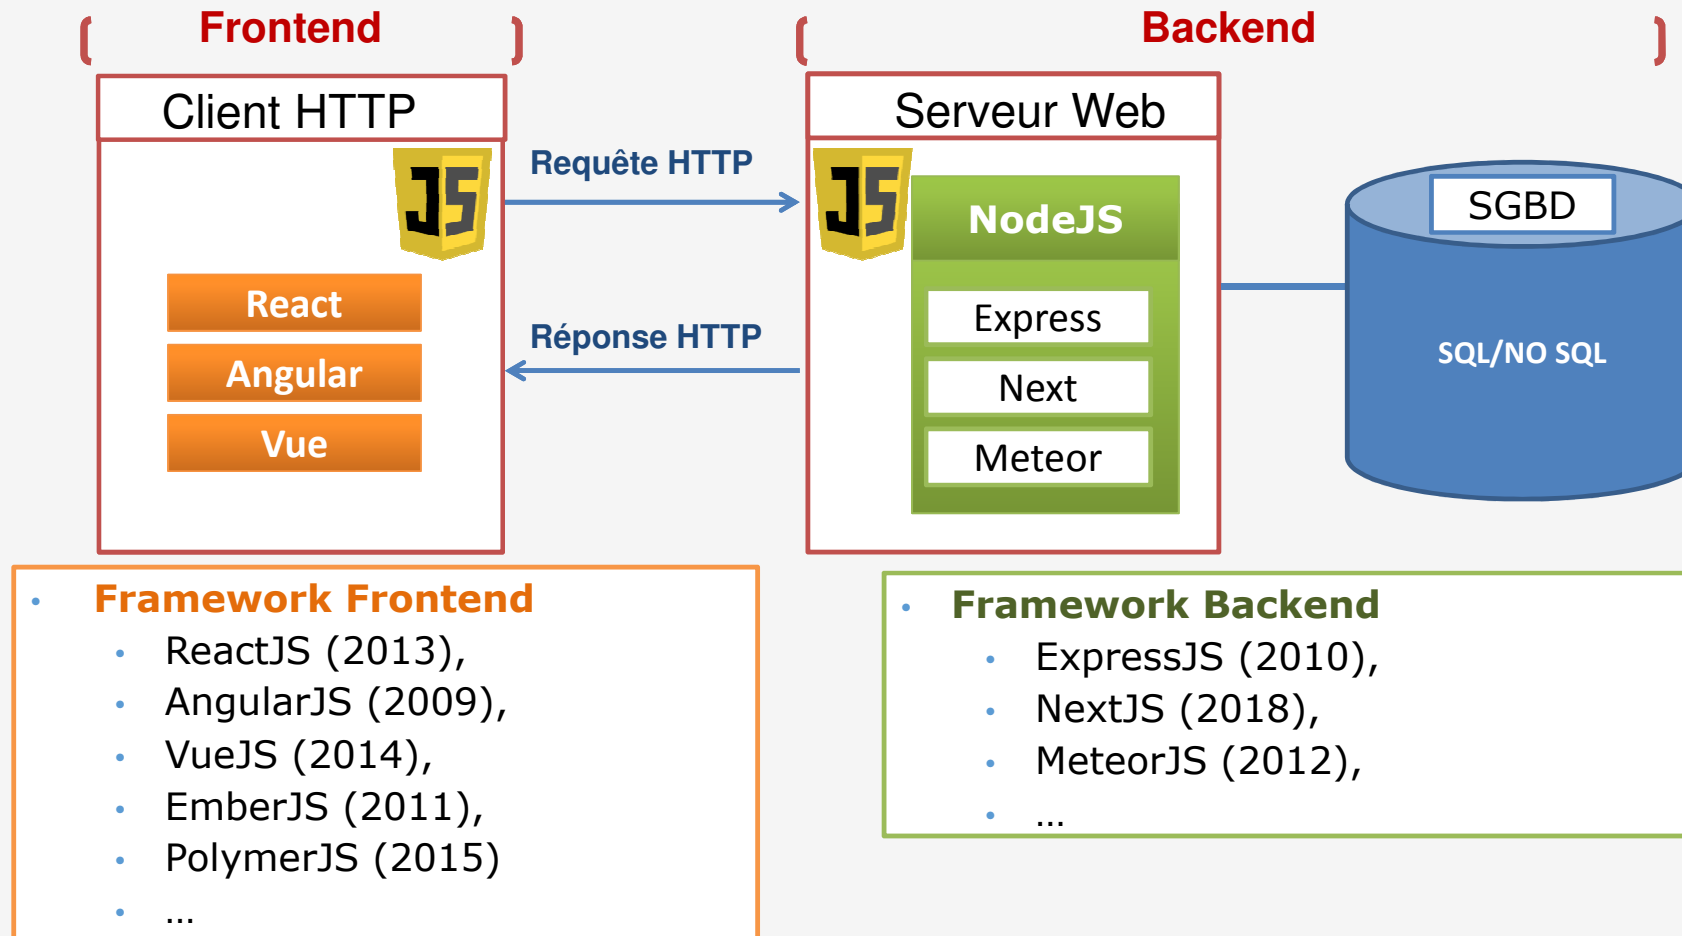 Frontend
Backend
Client HTTP
Serveur Web
JS
Requête HTTP
JS
NodeJS
SGBD
React
Express
Réponse HTTP
SQL/NO SQL
Angular
Next
Vue
Meteor
• Framework Frontend
• ReactJS (2013),
• AngularJS (2009),
• VueJS (2014),
• EmberJS (2011),
• PolymerJS (2015)
• ...
• Framework Backend
• ExpressJS (2010),
• NextJS (2018),
• MeteorJS (2012),
• ...